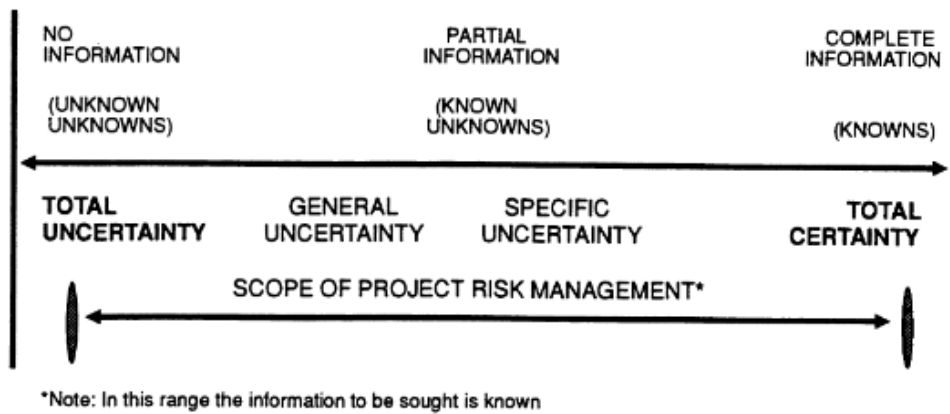 NO
INFORMATION
PARTIAL
INFORMATION
COMPLETE
INFORMATION
(UNKNOWN
UNKNOWNS)
(KNOWN
UNKNOWNS)
(KNOWNS)
TOTAL
UNCERTAINTY
GENERAL
UNCERTAINTY
SPECIFIC
UNCERTAINTY
TOTAL
CERTAINTY
SCOPE OF PROJECT RISK MANAGEMENT*
*Note: In this range the information to be sought is known